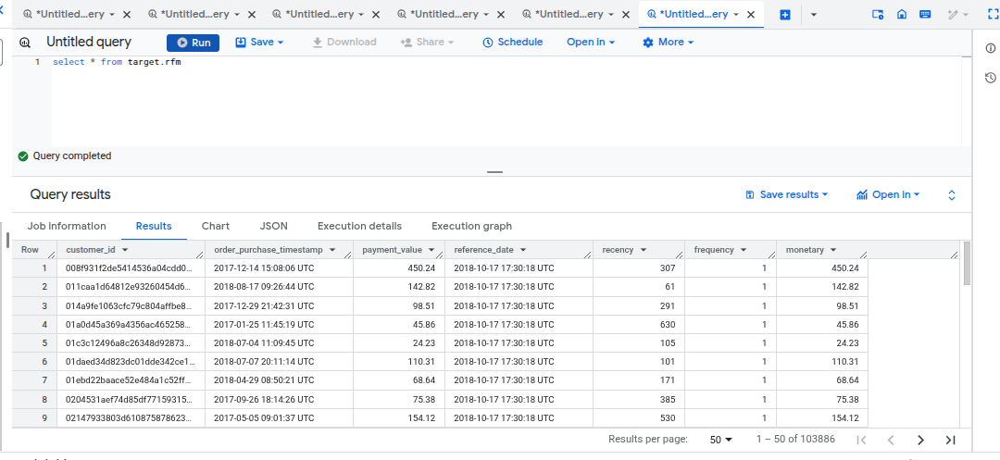 *Untitled...ery *Untitled...ery *Untitled...ery *Untitled...ery *Untitled...ery *Untitled...ery
Untitled query Run Save Download Share Schedule Open in More
1 select * from target.rfm
Query completed
Query results Save results Open in
Job information Results Chart JSON Execution details Execution graph
Row customer_id order_purchase_timestamp payment_value reference_date recency frequency monetary
1 008f931f2de5414536a04cdd0... 2017-12-14 15:08:06 UTC 450.24 2018-10-17 17:30:18 UTC 307 1 450.24
2 011caa1d64812e93260454d6... 2018-08-17 09:26:44 UTC 142.82 2018-10-17 17:30:18 UTC 61 1 142.82
3 014a9fe1063cfc79c804affbe8... 2017-12-29 21:42:31 UTC 98.51 2018-10-17 17:30:18 UTC 291 1 98.51
4 01a0d45a369a4356ac465258... 2017-01-25 11:45:19 UTC 45.86 2018-10-17 17:30:18 UTC 630 1 45.86
5 01c3c12496a8c26348d92873... 2018-07-04 11:09:45 UTC 24.23 2018-10-17 17:30:18 UTC 105 1 24.23
6 01daed34d823dc01dde342ce1... 2018-07-07 20:11:14 UTC 110.31 2018-10-17 17:30:18 UTC 101 1 110.31
7 01ebd22baace52e484a1c52ff... 2018-04-29 08:50:21 UTC 68.64 2018-10-17 17:30:18 UTC 171 1 68.64
8 0204531aef74d85df77159315... 2017-09-26 18:14:26 UTC 75.38 2018-10-17 17:30:18 UTC 385 1 75.38
9 02147933803d610875878623... 2017-05-05 09:01:37 UTC 154.12 2018-10-17 17:30:18 UTC 530 1 154.12
Results per page: 50 1 – 50 of 103886